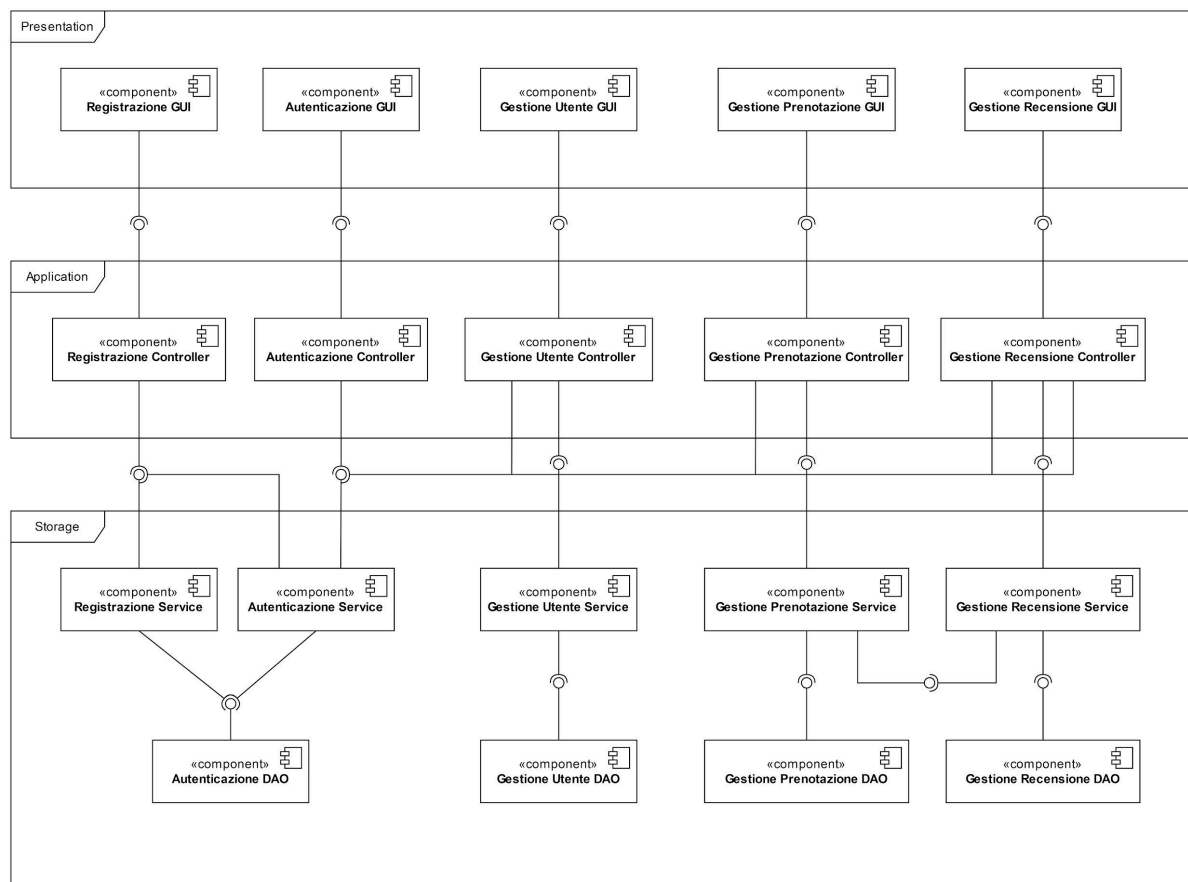 Presentation
«component»
Registrazione GUI
«component»
Autenticazione GUI
«component»
Gestione Utente GUI
«component»
Gestione Prenotazione GUI
«component»
Gestione Recensione GUI
Application
«component»
Registrazione Controller
«component»
Autenticazione Controller
«component»
Gestione Utente Controller
«component»
Gestione Prenotazione Controller
«component»
Gestione Recensione Controller
Storage
«component»
Registrazione Service
«component»
Autenticazione Service
«component»
Gestione Utente Service
«component»
Gestione Prenotazione Service
«component»
Gestione Recensione Service
«component»
Autenticazione DAO
«component»
Gestione Utente DAO
«component»
Gestione Prenotazione DAO
«component»
Gestione Recensione DAO